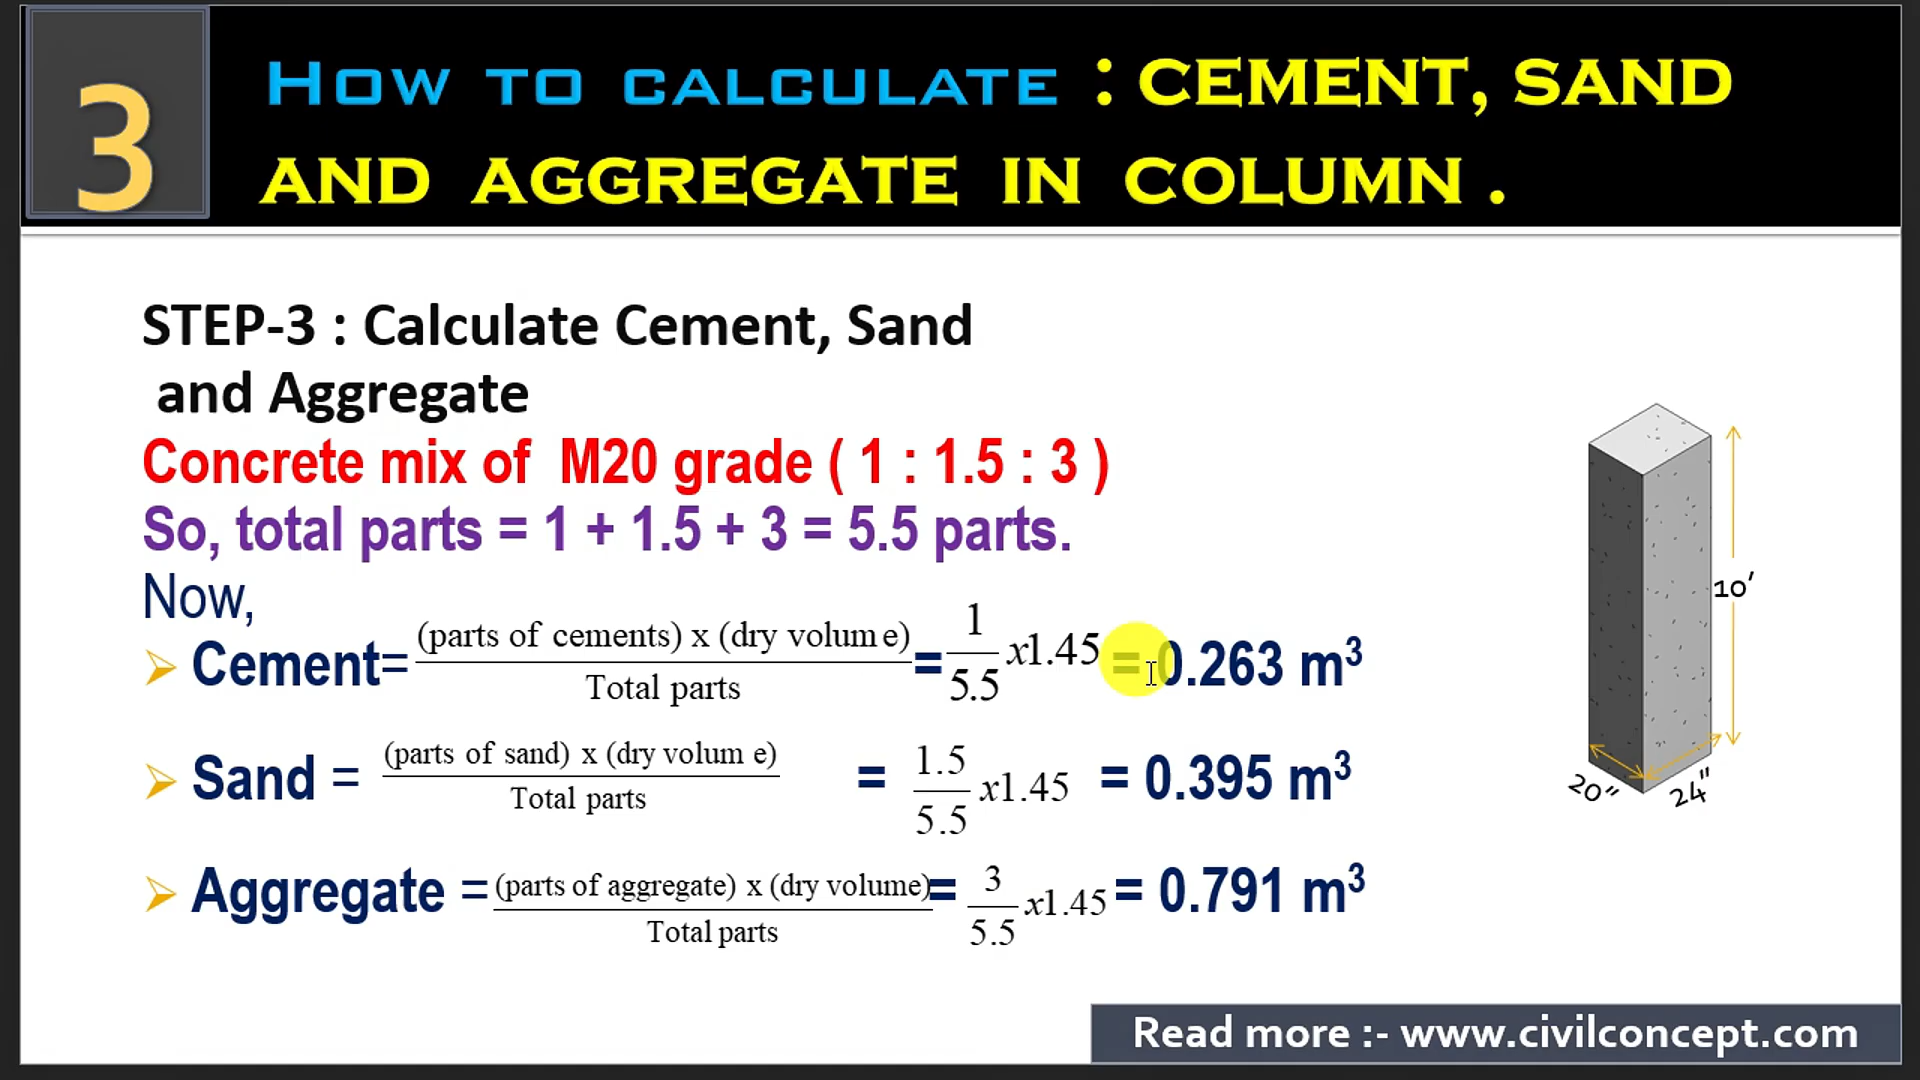 3
HOW TO CALCULATE : CEMENT, SAND
AND AGGREGATE IN COLUMN .
STEP-3 : Calculate Cement, Sand
and Aggregate
Concrete mix of M20 grade ( 1 : 1.5 : 3 )
So, total parts = 1 + 1.5 + 3 = 5.5 parts.
Now,
➢ Cement= (parts of cements) x (dry volum e) / Total parts = 1 / 5.5 x1.45 = 0.263 m³
➢ Sand = (parts of sand) x (dry volum e) / Total parts = 1.5 / 5.5 x1.45 = 0.395 m³
➢ Aggregate = (parts of aggregate) x (dry volume) / Total parts = 3 / 5.5 x1.45 = 0.791 m³
10'
20"
24"
Read more :- www.civilconcept.com